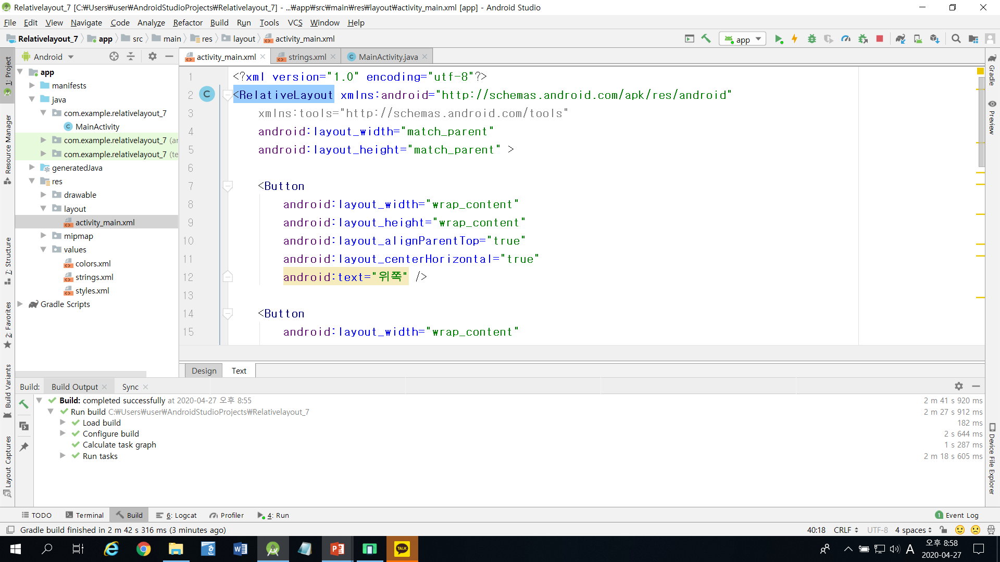 Relativelayout_7 [C:₩Users₩user₩AndroidStudioProjects₩Relativelayout_7] - ...₩app₩src₩main₩res₩layout₩activity_main.xml [app] - Android Studio
File Edit View Navigate Code Analyze Refactor Build Run Tools VCS Window Help
Relativelayout_7 app src main res layout activity_main.xml
app
Android
activity_main.xml strings.xml MainActivity.java
1: Project
Resource Manager
7: Structure
2: Favorites
Build Variants
Layout Captures
app
manifests
java
com.example.relativelayout_7
MainActivity
com.example.relativelayout_7 (ar
com.example.relativelayout_7 (te
generatedJava
res
drawable
layout
activity_main.xml
mipmap
values
colors.xml
strings.xml
styles.xml
Gradle Scripts
1 <?xml version="1.0" encoding="utf-8"?>
2 C <RelativeLayout xmlns:android="http://schemas.android.com/apk/res/android"
3 xmlns:tools="http://schemas.android.com/tools"
4 android:layout_width="match_parent"
5 android:layout_height="match_parent" >
6
7 <Button
8 android:layout_width="wrap_content"
9 android:layout_height="wrap_content"
10 android:layout_alignParentTop="true"
11 android:layout_centerHorizontal="true"
12 android:text="위쪽" />
13
14 <Button
15 android:layout_width="wrap_content"
Gradle
Preview
Device File Explorer
Design Text
Build: Build Output Sync
Build: completed successfully at 2020-04-27 오후 8:55 2 m 41 s 920 ms
Run build C:₩Users₩user₩AndroidStudioProjects₩Relativelayout_7 2 m 27 s 912 ms
Load build 182 ms
Configure build 2 s 644 ms
Calculate task graph 1 s 287 ms
Run tasks 2 m 18 s 605 ms
TODO Terminal Build 6: Logcat Profiler 4: Run 1 Event Log
Gradle build finished in 2 m 42 s 316 ms (3 minutes ago) 40:18 CRLF UTF-8 4 spaces
TALK
A
오후 8:58
2020-04-27